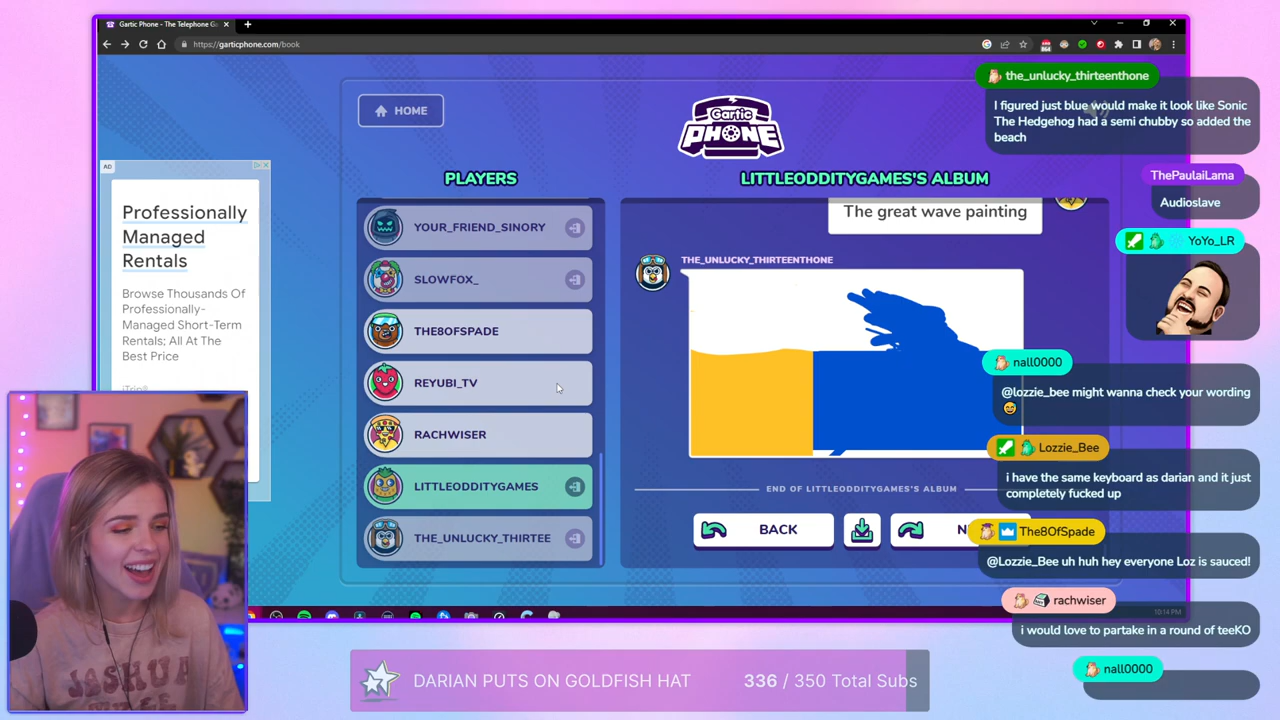 Gartic Phone - The Telephone Ga
https://garticphone.com/book
HOME
Gartic
PHONE
AD
Professionally
Managed
Rentals
Browse Thousands Of
Professionally-
Managed Short-Term
Rentals; All At The
Best Price
PLAYERS
YOUR_FRIEND_SINORY
SLOWFOX_
THE8OFSPADE
REYUBI_TV
RACHWISER
LITTLEODDITYGAMES
THE_UNLUCKY_THIRTEE
LITTLEODDITYGAMES'S ALBUM
The great wave painting
THE_UNLUCKY_THIRTEENTHONE
END OF LITTLEODDITYGAMES'S ALBUM
BACK
the_unlucky_thirteenthone
I figured just blue would make it look like Sonic
The Hedgehog had a semi chubby so added the
beach
ThePaulaiLama
Audioslave
YoYo_LR
nall0000
@lozzie_bee might wanna check your wording
Lozzie_Bee
i have the same keyboard as darian and it just
completely fucked up
The8OfSpade
@Lozzie_Bee uh huh hey everyone Loz is sauced!
rachwiser
i would love to partake in a round of teeKO
nall0000
10:14 PM
DARIAN PUTS ON GOLDFISH HAT
336 / 350 Total Subs